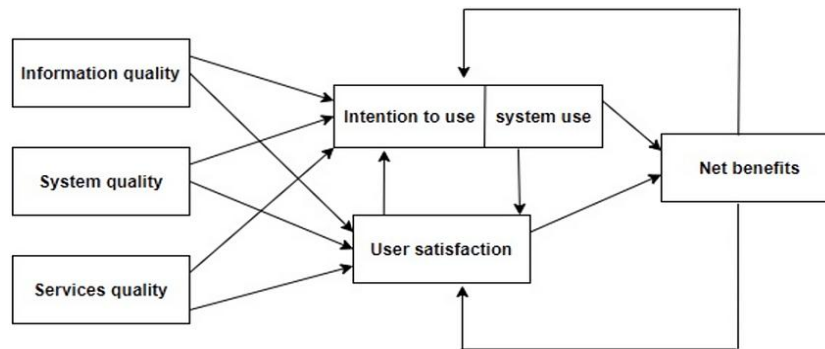 Information quality
Intention to use
system use
System quality
Net benefits
User satisfaction
Services quality